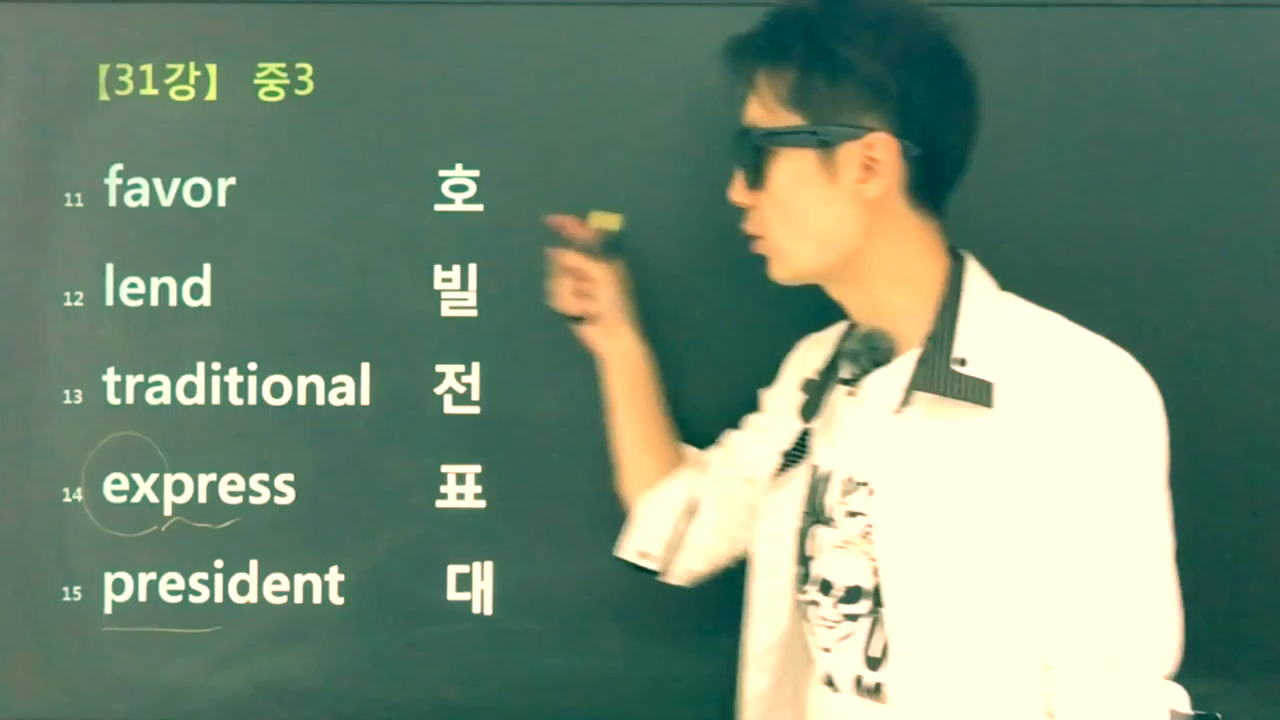 【31강】 중3
11 favor 호
12 lend 빌
13 traditional 전
14 express 표
15 president 대